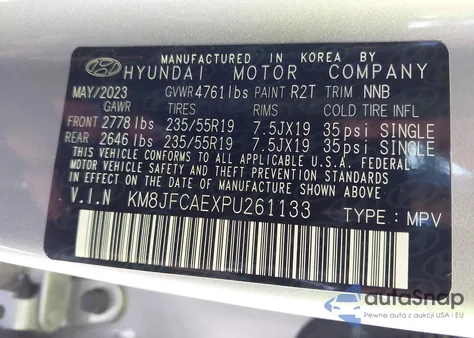 MANUFACTURED IN KOREA BY
HYUNDAI MOTOR COMPANY
MAY/2023 GVWR 4761lbs PAINT R2T TRIM NNB
GAWR TIRES RIMS COLD TIRE INFL
FRONT 2778 lbs 235/55R19 7.5JX19 35psi SINGLE
REAR 2646 lbs 235/55R19 7.5JX19 35psi SINGLE
THIS VEHICLE CONFORMS TO ALL APPLICABLE U.S.A. FEDERAL
MOTOR VEHICLE SAFETY, BUMPER, AND THEFT PREVENTION STANDARDS
IN EFFECT ON THE DATE OF MANUFACTURE SHOWN ABOVE.
V.I.N KM8JFCAEXPU261133 TYPE : MPV
autoSnap
Pewne auta z aukcji USA i EU